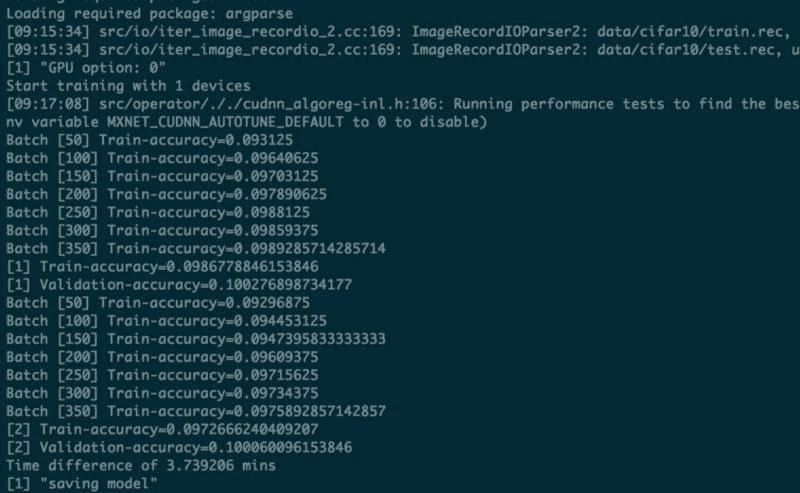 Loading required package: argparse
[09:15:34] src/io/iter_image_recordio_2.cc:169: ImageRecordIOParser2: data/cifar10/train.rec,
[09:15:34] src/io/iter_image_recordio_2.cc:169: ImageRecordIOParser2: data/cifar10/test.rec, u
[1] "GPU option: 0"
Start training with 1 devices
[09:17:08] src/operator/././cudnn_algoreg-inl.h:106: Running performance tests to find the bes
nv variable MXNET_CUDNN_AUTOTUNE_DEFAULT to 0 to disable)
Batch [50] Train-accuracy=0.093125
Batch [100] Train-accuracy=0.09640625
Batch [150] Train-accuracy=0.09703125
Batch [200] Train-accuracy=0.097890625
Batch [250] Train-accuracy=0.0988125
Batch [300] Train-accuracy=0.09859375
Batch [350] Train-accuracy=0.0989285714285714
[1] Train-accuracy=0.0986778846153846
[1] Validation-accuracy=0.100276898734177
Batch [50] Train-accuracy=0.09296875
Batch [100] Train-accuracy=0.094453125
Batch [150] Train-accuracy=0.0947395833333333
Batch [200] Train-accuracy=0.09609375
Batch [250] Train-accuracy=0.09715625
Batch [300] Train-accuracy=0.09734375
Batch [350] Train-accuracy=0.0975892857142857
[2] Train-accuracy=0.0972666240409207
[2] Validation-accuracy=0.100060096153846
Time difference of 3.739206 mins
[1] "saving model"